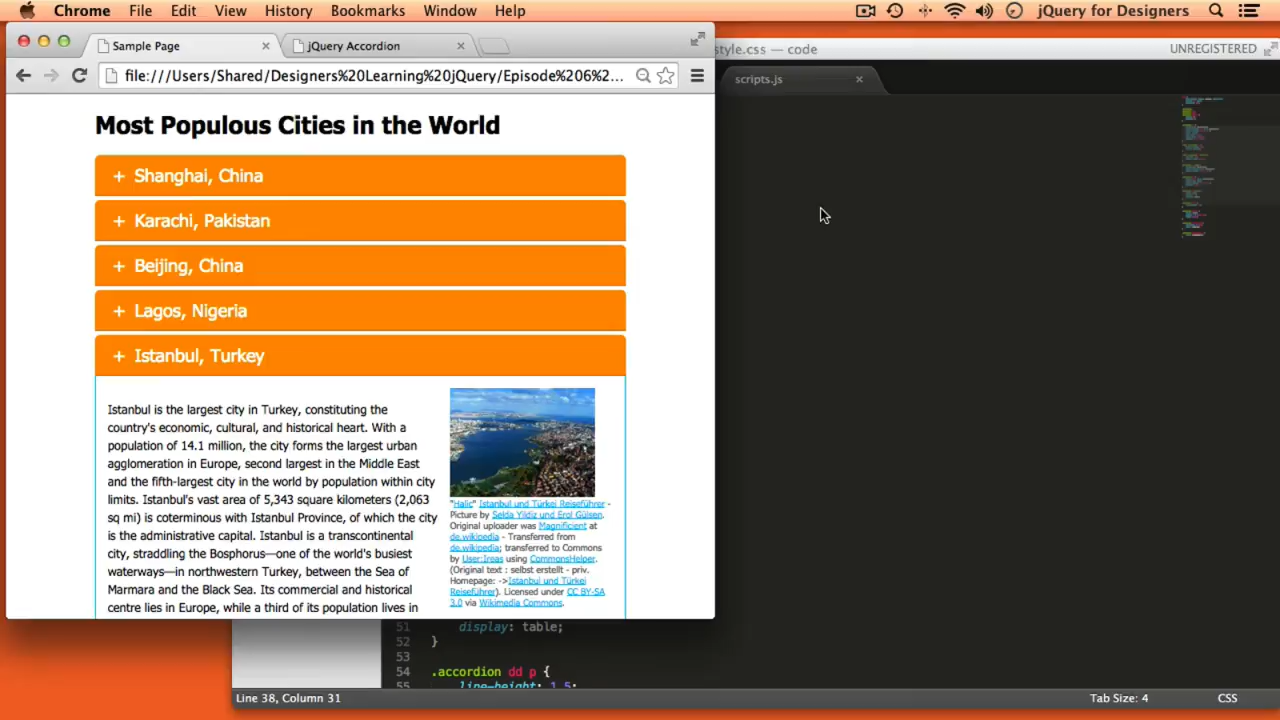 Chrome File Edit View History Bookmarks Window Help jQuery for Designers
Sample Page
jQuery Accordion
style.css — code
UNREGISTERED
file:///Users/Shared/Designers%20Learning%20jQuery/Episode%206%2...
scripts.js
Most Populous Cities in the World
+ Shanghai, China
+ Karachi, Pakistan
+ Beijing, China
+ Lagos, Nigeria
+ Istanbul, Turkey
Istanbul is the largest city in Turkey, constituting the
country's economic, cultural, and historical heart. With a
population of 14.1 million, the city forms the largest urban
agglomeration in Europe, second largest in the Middle East
and the fifth-largest city in the world by population within city
limits. Istanbul's vast area of 5,343 square kilometers (2,063
sq mi) is coterminous with Istanbul Province, of which the city
is the administrative capital. Istanbul is a transcontinental
city, straddling the Bosphorus—one of the world's busiest
waterways—in northwestern Turkey, between the Sea of
Marmara and the Black Sea. Its commercial and historical
centre lies in Europe, while a third of its population lives in
"Halic" Istanbul und Türkei Reiseführer -
Picture by Selda Yildiz und Erol Gülsen.
Original uploader was Magnificient at
de.wikipedia - Transferred from
de.wikipedia; transferred to Commons
by User:Ireas using CommonsHelper.
(Original text : selbst erstellt - priv.
Homepage: ->Istanbul und Türkei
Reiseführer). Licensed under CC BY-SA
3.0 via Wikimedia Commons.
51 display: table;
52 }
53
54 .accordion dd p {
55 line-height: 1.5;
Line 38, Column 31
Tab Size: 4
CSS